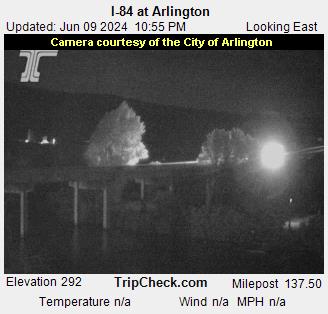 I-84 at Arlington
Updated: Jun 09 2024 10:55 PM Looking East
Camera courtesy of the City of Arlington
Elevation 292 TripCheck.com Milepost 137.50
Temperature n/a Wind n/a MPH n/a